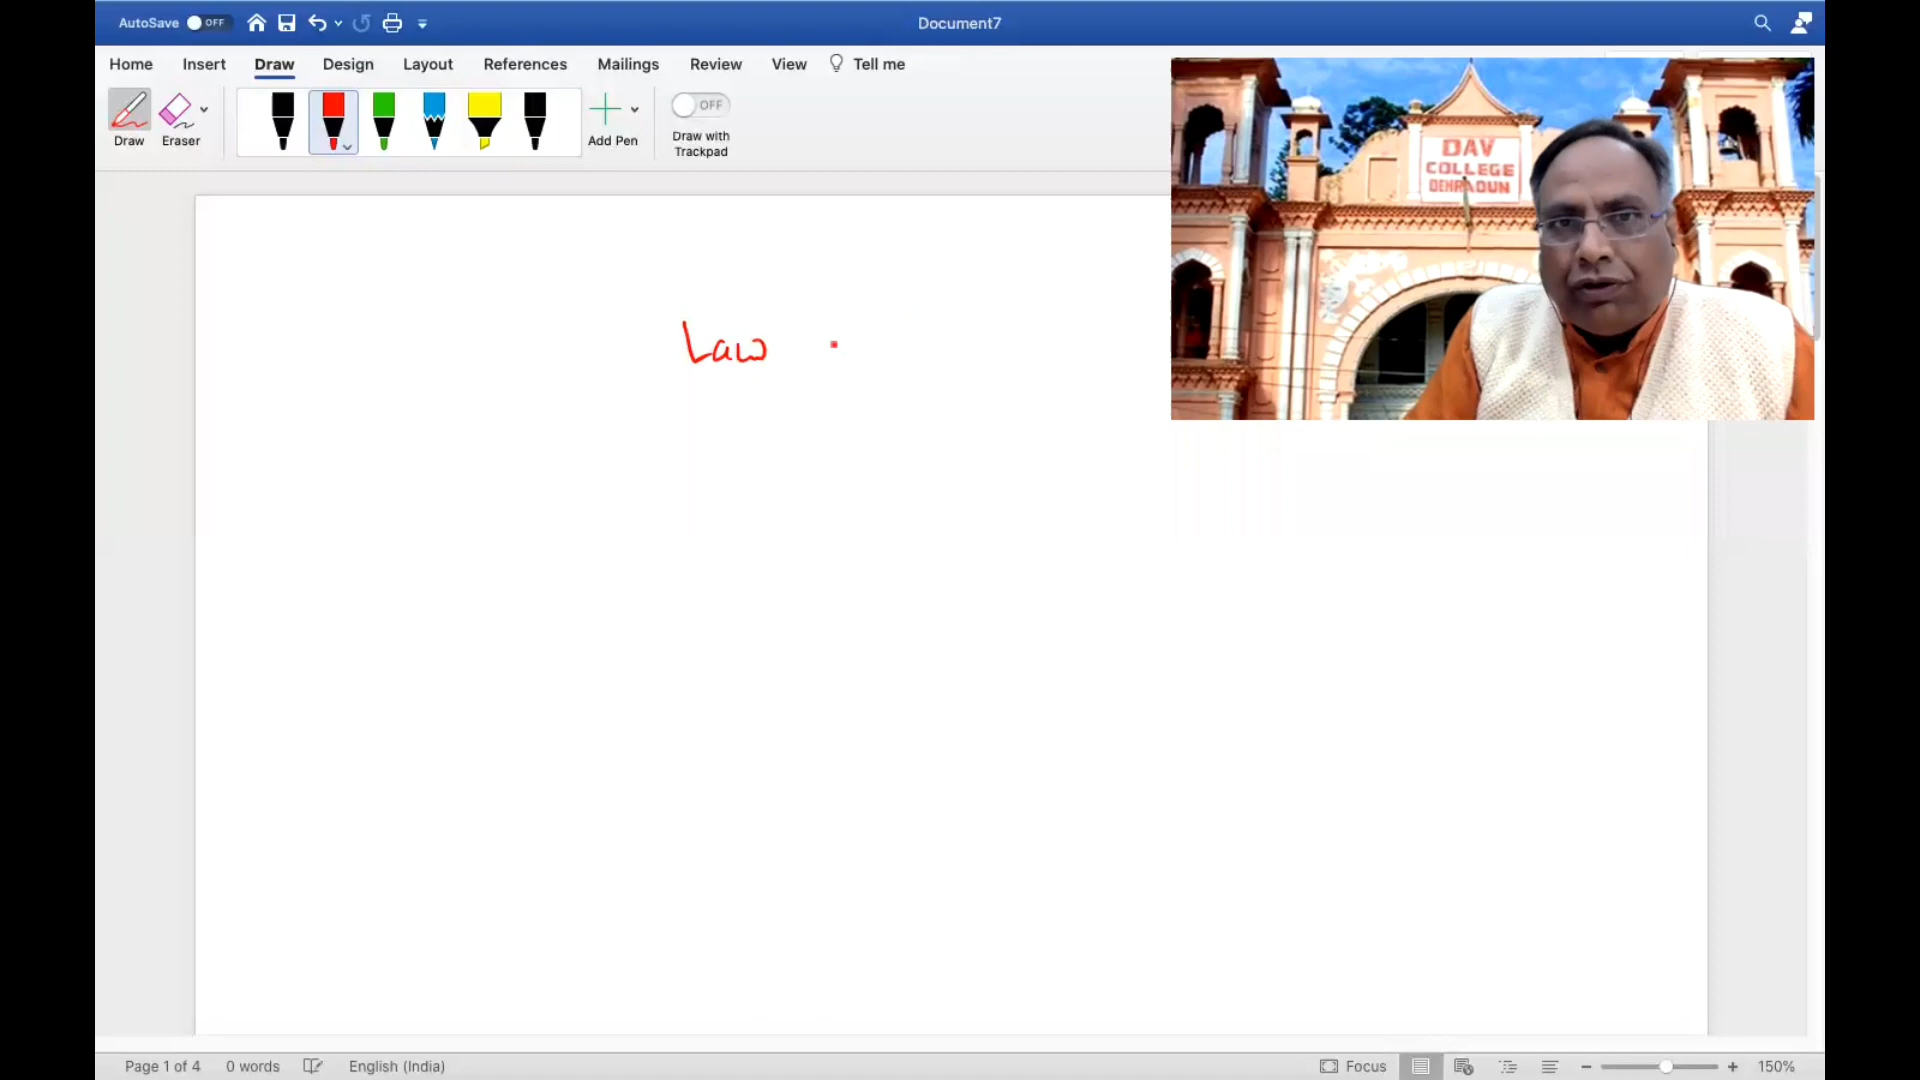 AutoSave OFF Document7
Home Insert Draw Design Layout References Mailings Review View Tell me
OFF
Draw Eraser Add Pen Draw with
Trackpad
DAV
COLLEGE
DEHRADUN
Law
Page 1 of 4 0 words English (India) Focus 150%